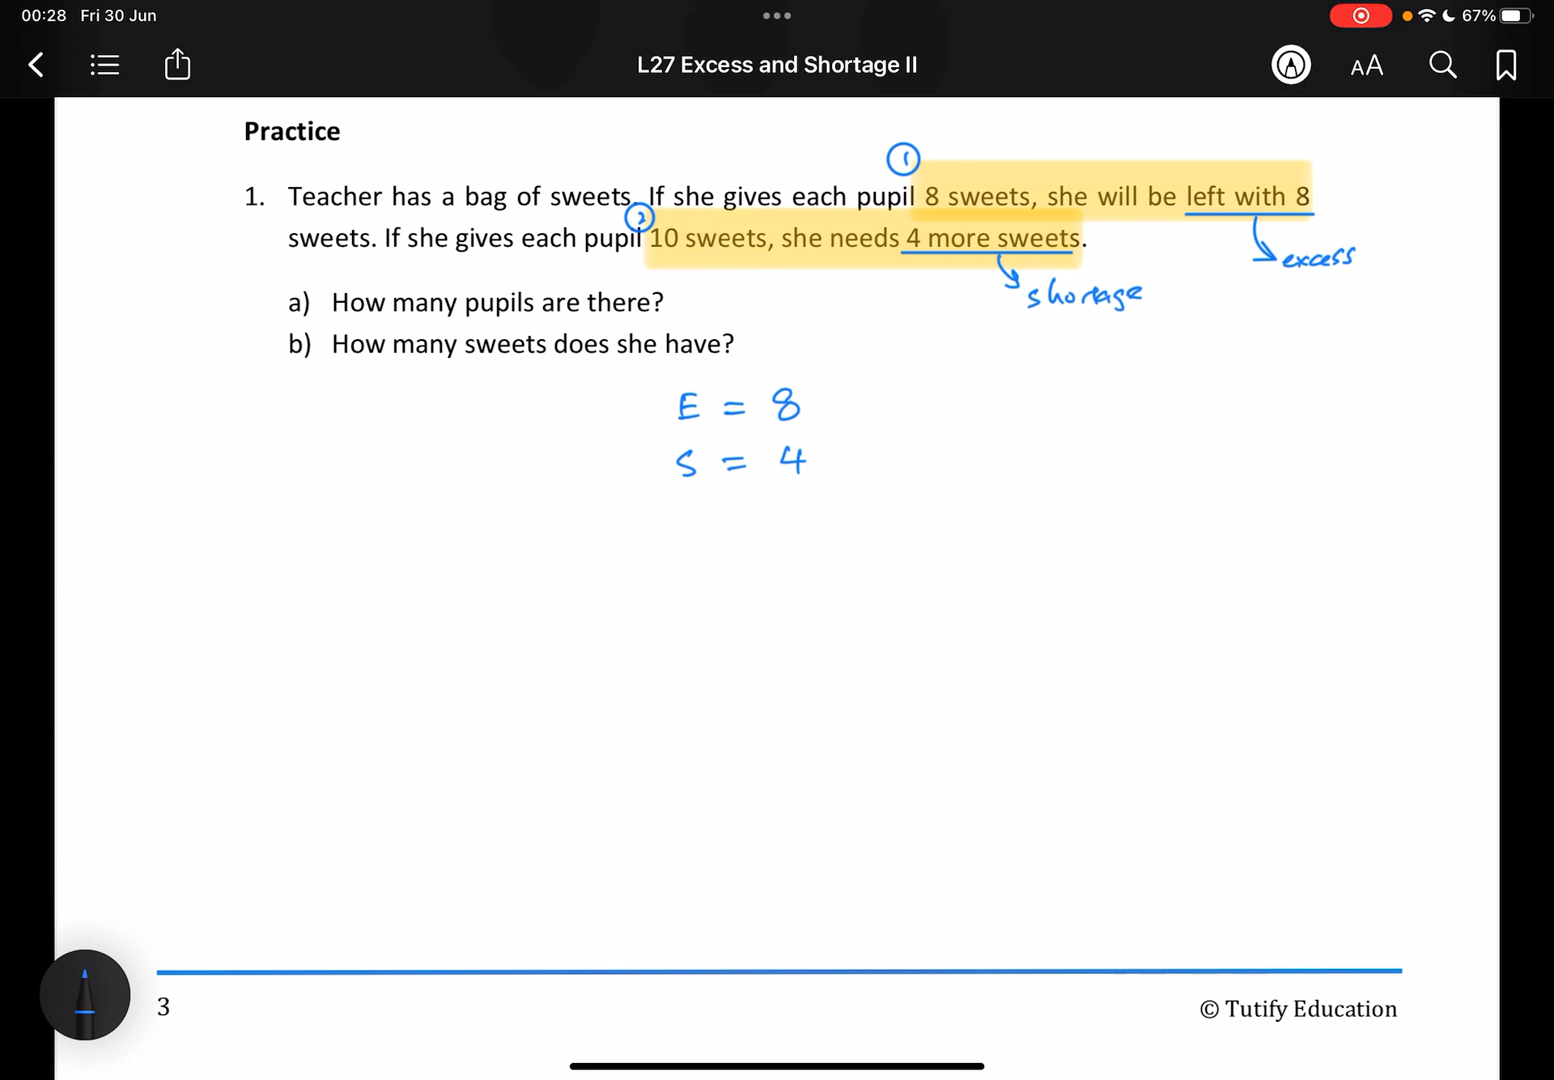 00:28 Fri 30 Jun
67%
L27 Excess and Shortage II
AA
Practice
①
1. Teacher has a bag of sweets. If she gives each pupil 8 sweets, she will be left with 8
②
sweets. If she gives each pupil 10 sweets, she needs 4 more sweets.
excess
shortage
a) How many pupils are there?
b) How many sweets does she have?
E = 8
S = 4
3
© Tutify Education